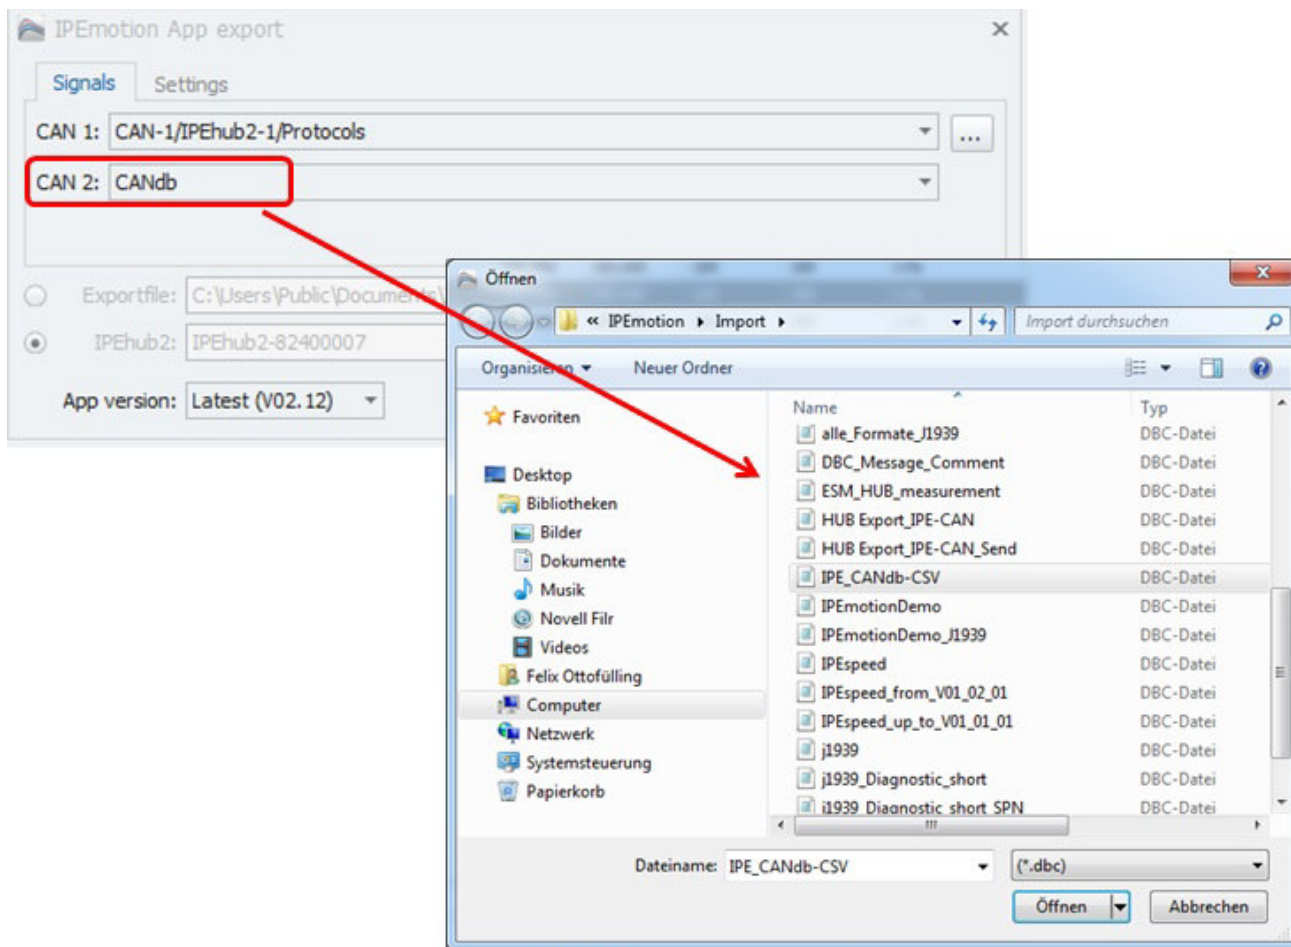 IPEmotion App export
Signals Settings
CAN 1: CAN-1/IPEhub2-1/Protocols ...
CAN 2: CANdb
Exportfile: C:\Users\Public\Documents\
IPEhub2: IPEhub2-82400007
App version: Latest (V02.12)
Öffnen
« IPEmotion Import Import durchsuchen
Organisieren Neuer Ordner
Favoriten
Desktop
Bibliotheken
Bilder
Dokumente
Musik
Novell Filr
Videos
Felix Ottofülling
Computer
Netzwerk
Systemsteuerung
Papierkorb
Name Typ
alle_Formate_J1939 DBC-Datei
DBC_Message_Comment DBC-Datei
ESM_HUB_measurement DBC-Datei
HUB Export_IPE-CAN DBC-Datei
HUB Export_IPE-CAN_Send DBC-Datei
IPE_CANdb-CSV DBC-Datei
IPEmotionDemo DBC-Datei
IPEmotionDemo_J1939 DBC-Datei
IPEspeed DBC-Datei
IPEspeed_from_V01_02_01 DBC-Datei
IPEspeed_up_to_V01_01_01 DBC-Datei
j1939 DBC-Datei
j1939_Diagnostic_short DBC-Datei
j1939_Diagnostic_short_SPN DBC-Datei
Dateiname: IPE_CANdb-CSV (*.dbc)
Öffnen Abbrechen